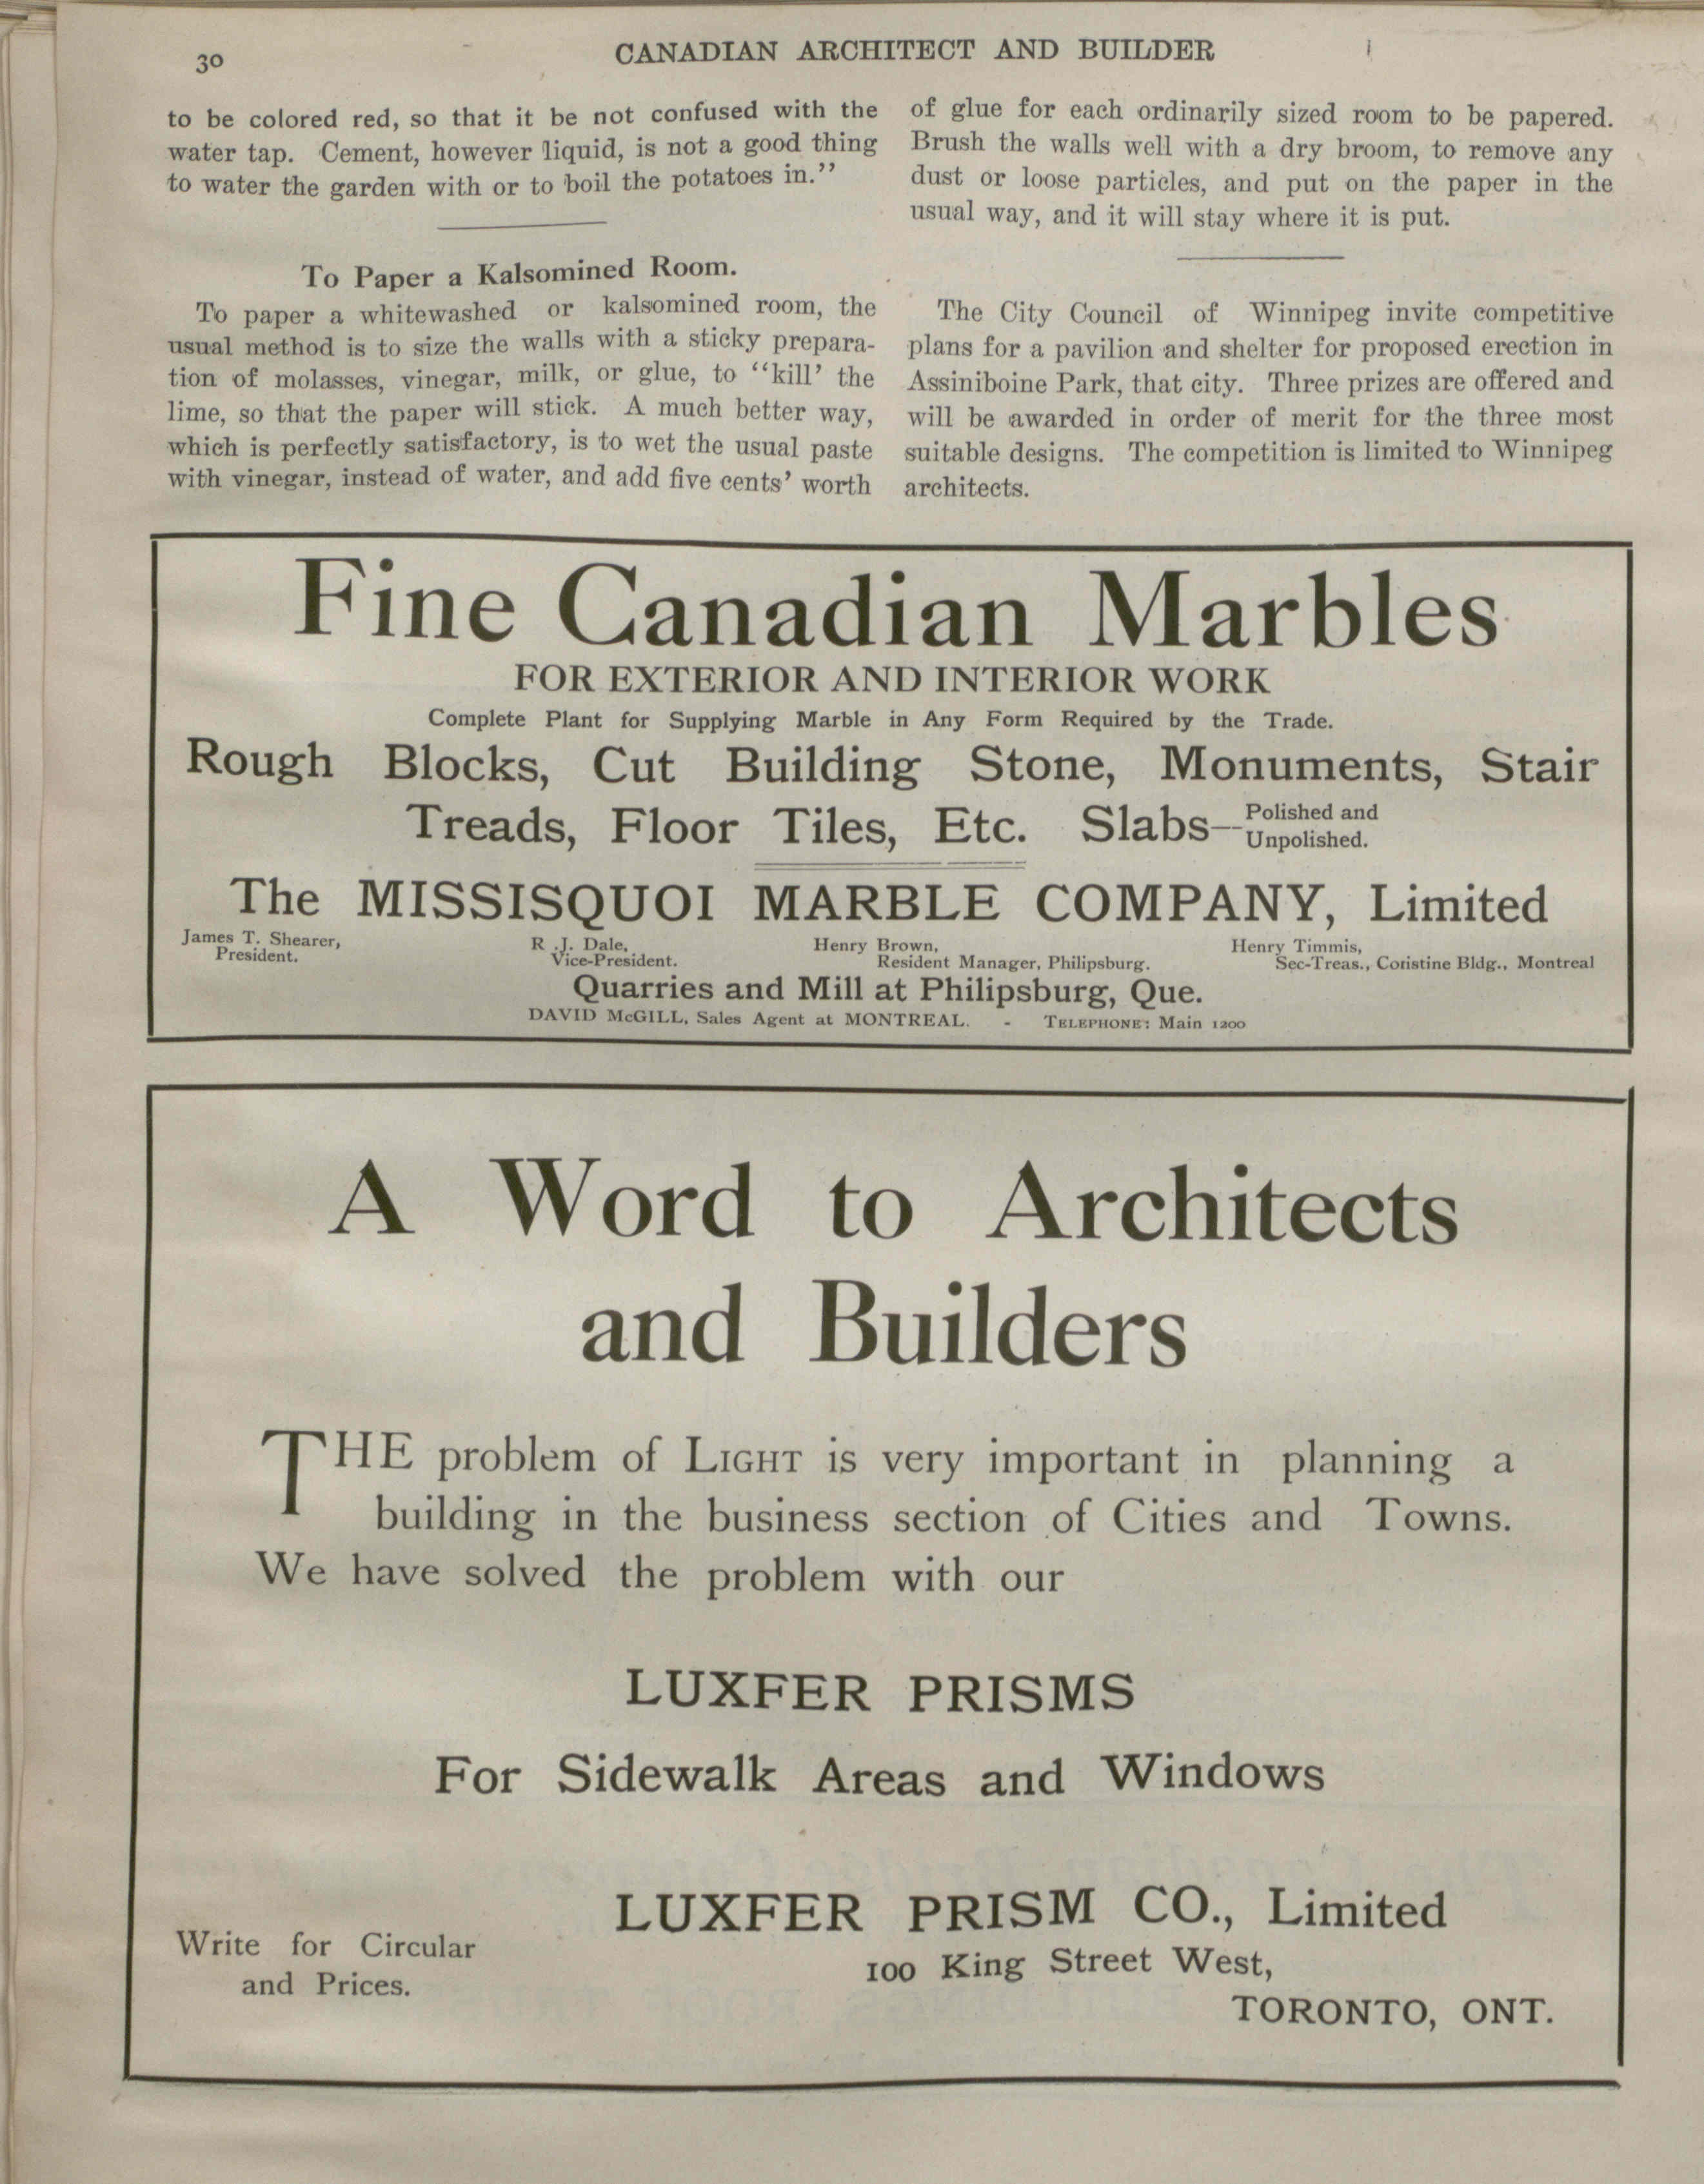 30
CANADIAN ARCHITECT AND BUILDER
to be colored red, so that it be not confused with the
water tap. Cement, however liquid, is not a good thing
to water the garden with or to boil the potatoes in.”
To Paper a Kalsomined Room.
To paper a whitewashed or kalsomined room, the
usual method is to size the walls with a sticky prepara-
tion of molasses, vinegar, milk, or glue, to “kill’ the
lime, so that the paper will stick. A much better way,
which is perfectly satisfactory, is to wet the usual paste
with vinegar, instead of water, and add five cents’ worth
of glue for each ordinarily sized room to be papered.
Brush the walls well with a dry broom, to remove any
dust or loose particles, and put on the paper in the
usual way, and it will stay where it is put.
The City Council of Winnipeg invite competitive
plans for a pavilion and shelter for proposed erection in
Assiniboine Park, that city. Three prizes are offered and
will be awarded in order of merit for the three most
suitable designs. The competition is limited to Winnipeg
architects.
Fine Canadian Marbles
FOR EXTERIOR AND INTERIOR WORK
Complete Plant for Supplying Marble in Any Form Required by the Trade.
Rough Blocks, Cut Building Stone, Monuments, Stair
Treads, Floor Tiles, Etc. Slabs—Polished and
Unpolished.
The MISSISQUOI MARBLE COMPANY, Limited
James T. Shearer,
President.
R .J. Dale,
Vice-President.
Henry Brown,
Resident Manager, Philipsburg.
Henry Timmis,
Sec-Treas., Coristine Bldg., Montreal
Quarries and Mill at Philipsburg, Que.
DAVID McGILL, Sales Agent at MONTREAL. - TELEPHONE: Main 1200
A Word to Architects
and Builders
THE problem of LIGHT is very important in planning a
building in the business section of Cities and Towns.
We have solved the problem with our
LUXFER PRISMS
For Sidewalk Areas and Windows
Write for Circular
and Prices.
LUXFER PRISM CO., Limited
100 King Street West,
TORONTO, ONT.